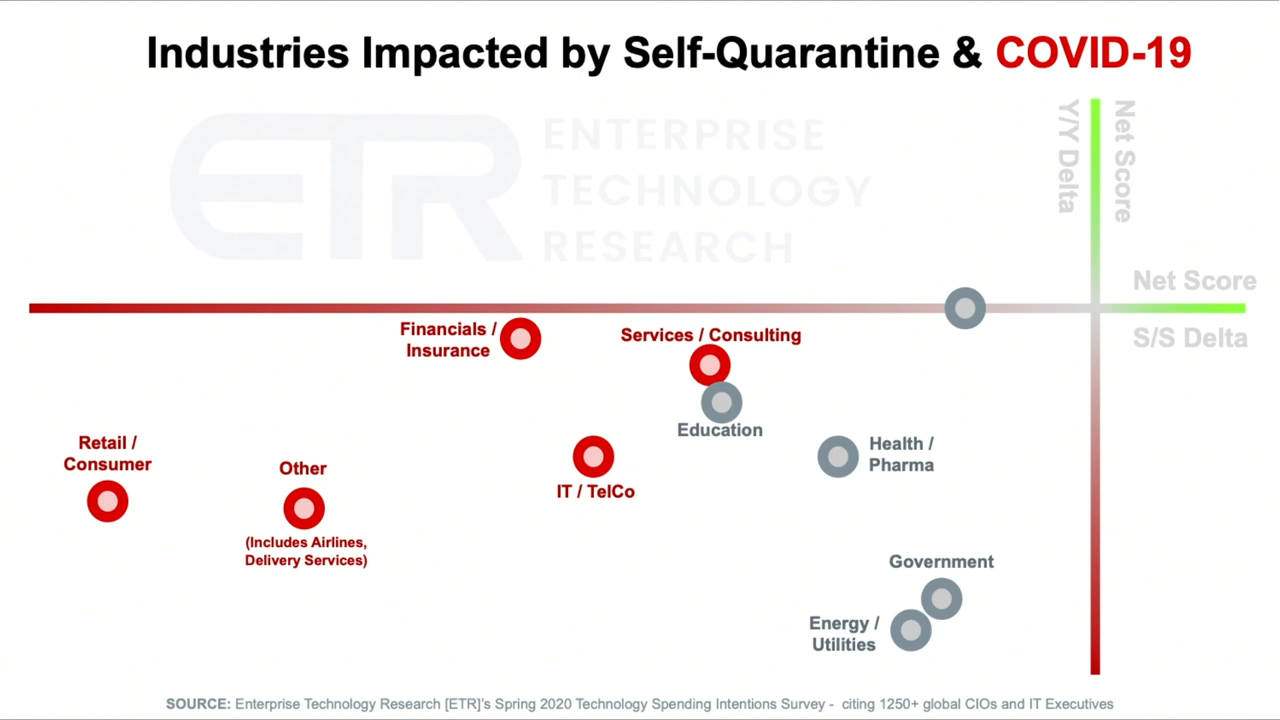 Industries Impacted by Self-Quarantine & COVID-19
ETR
ENTERPRISE
TECHNOLOGY
RESEARCH
Y/Y Delta
Net Score
Net Score
S/S Delta
Financials /
Insurance
Services / Consulting
Education
Retail /
Consumer
Other
(Includes Airlines,
Delivery Services)
IT / TelCo
Health /
Pharma
Government
Energy /
Utilities
SOURCE: Enterprise Technology Research [ETR]'s Spring 2020 Technology Spending Intentions Survey - citing 1250+ global CIOs and IT Executives